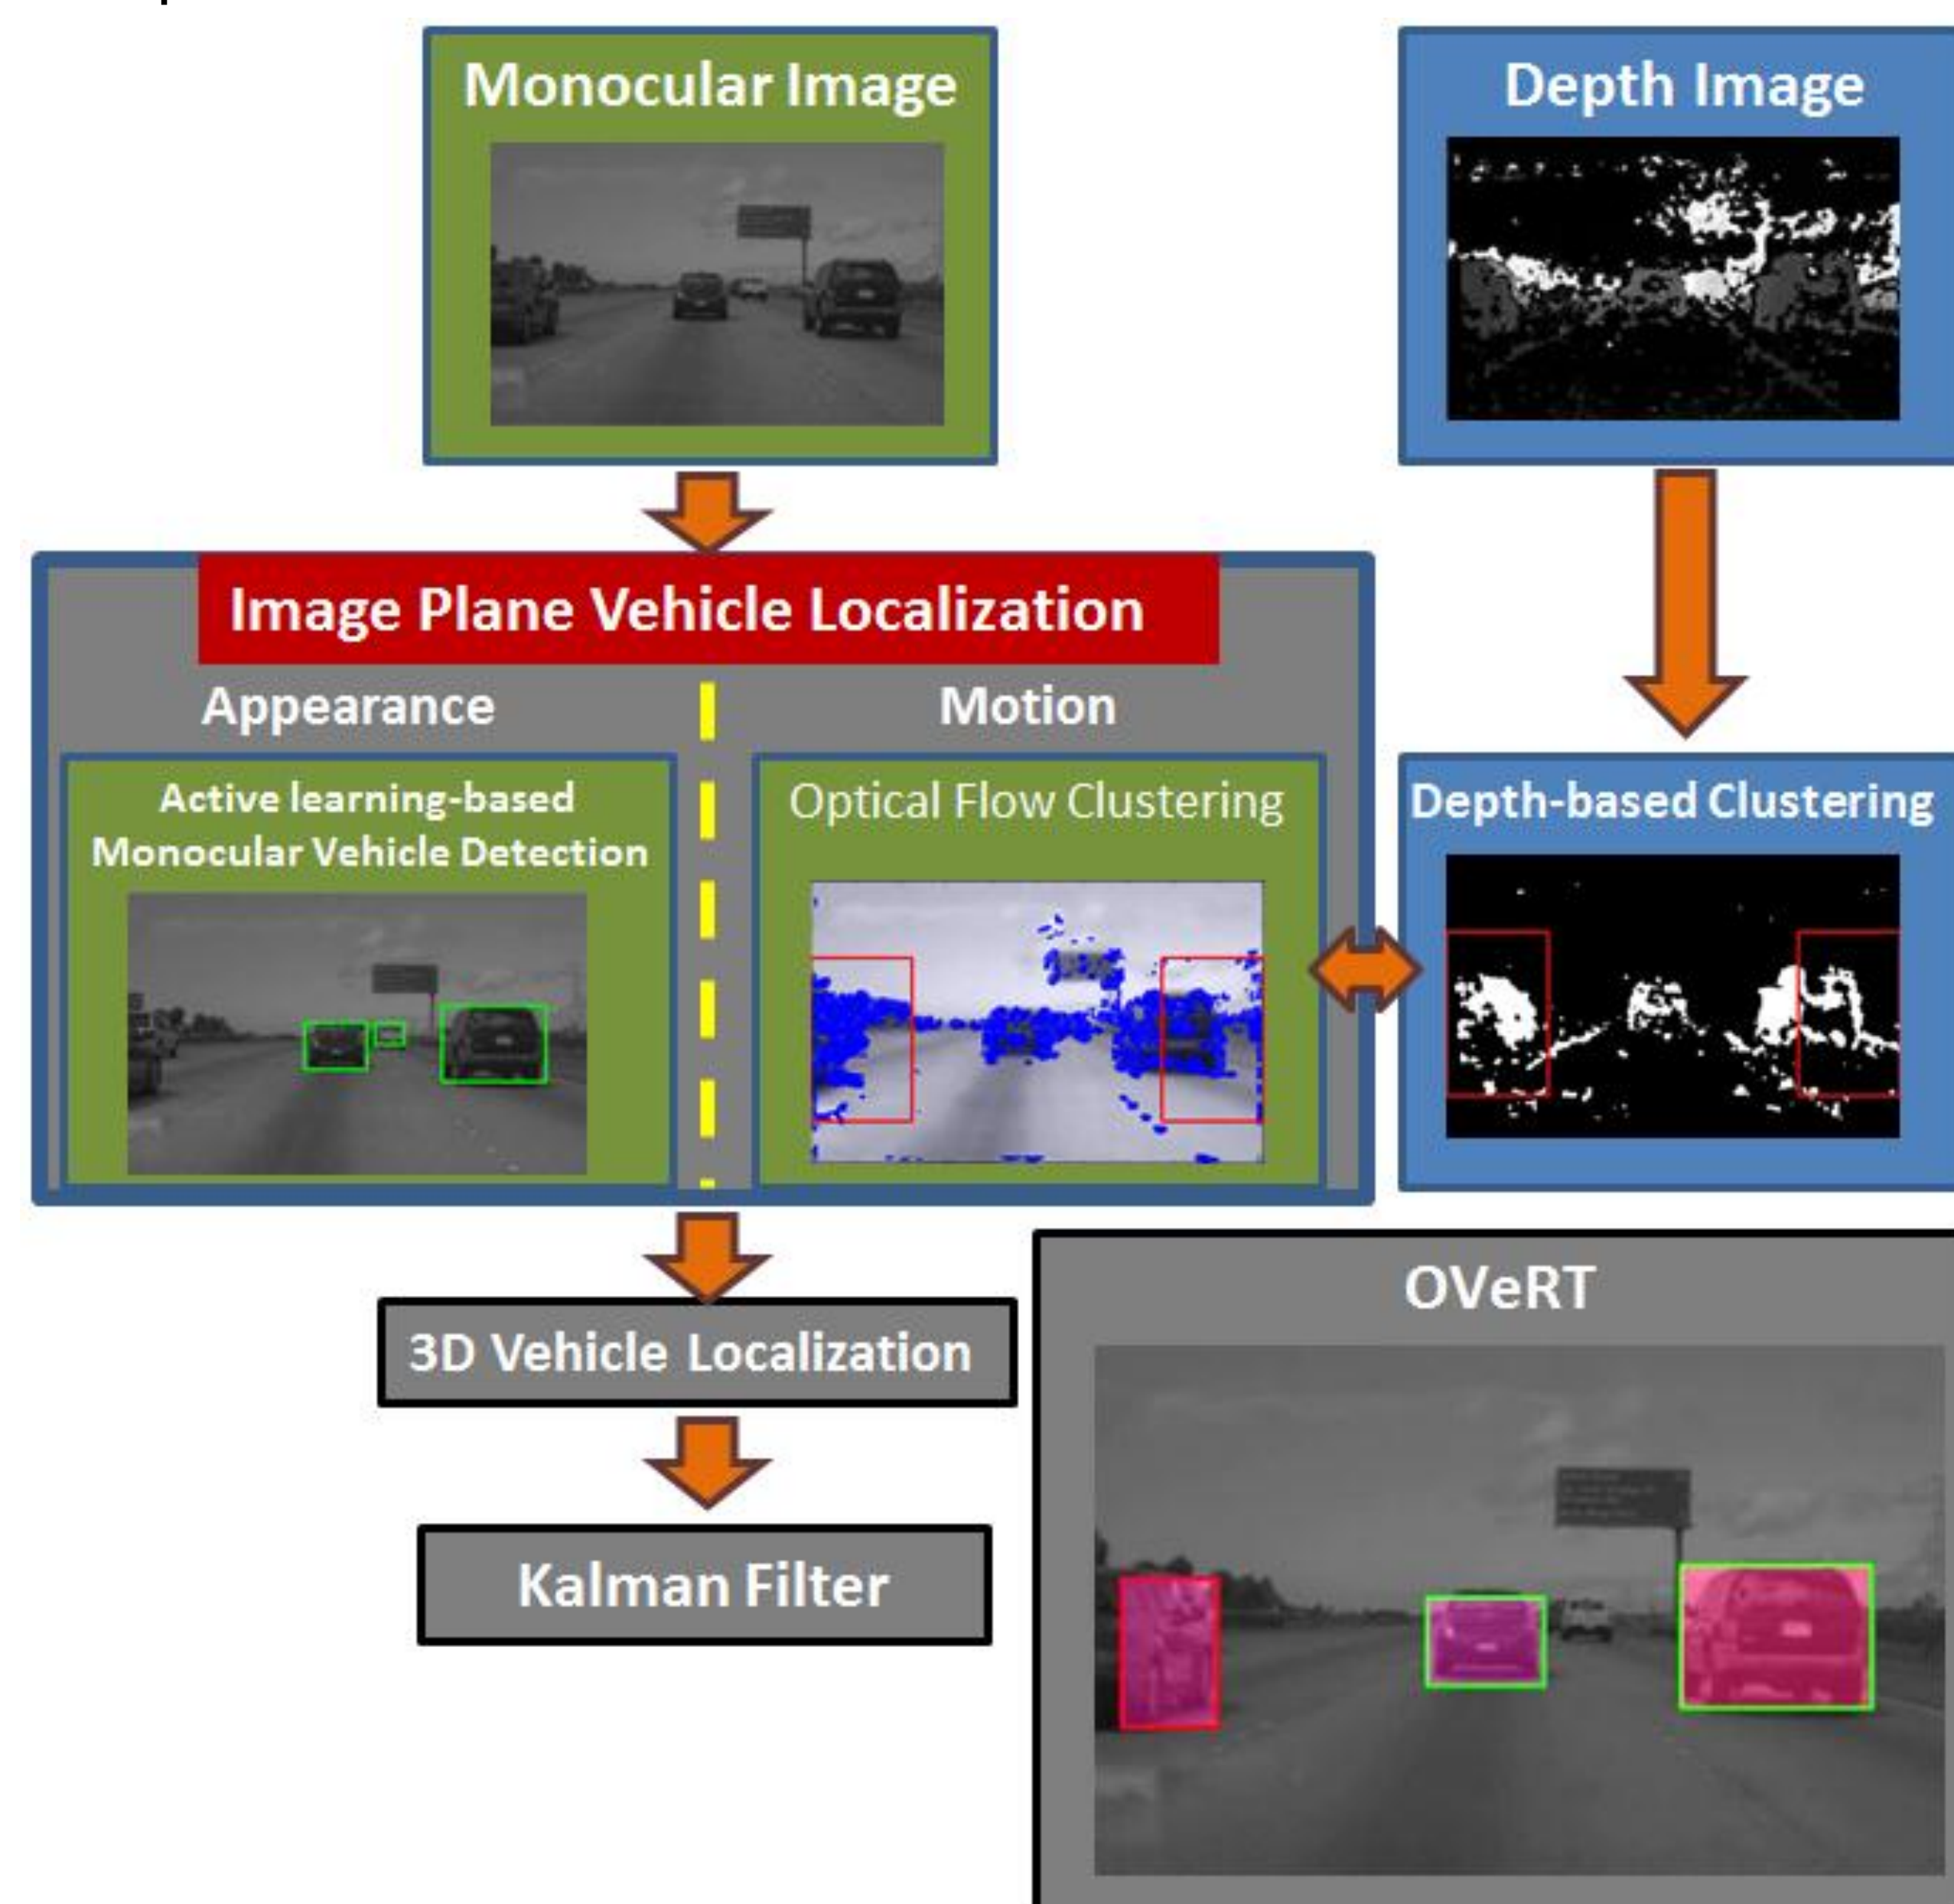 Monocular Image
Depth Image
Image Plane Vehicle Localization
Appearance
Motion
Active learning-based
Monocular Vehicle Detection
Optical Flow Clustering
Depth-based Clustering
3D Vehicle Localization
Kalman Filter
OVeRT